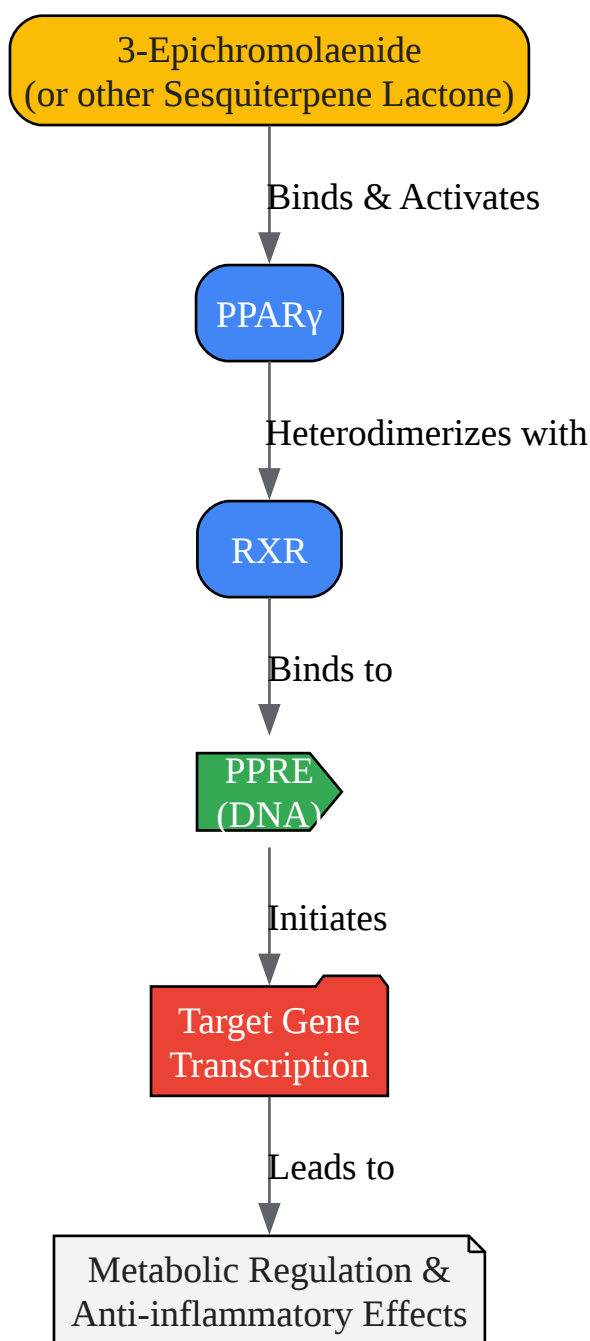 3-Epichromolaenide
(or other Sesquiterpene Lactone)
Binds & Activates
PPARγ
Heterodimerizes with
RXR
Binds to
PPRE
(DNA)
Initiates
Target Gene
Transcription
Leads to
Metabolic Regulation &
Anti-inflammatory Effects